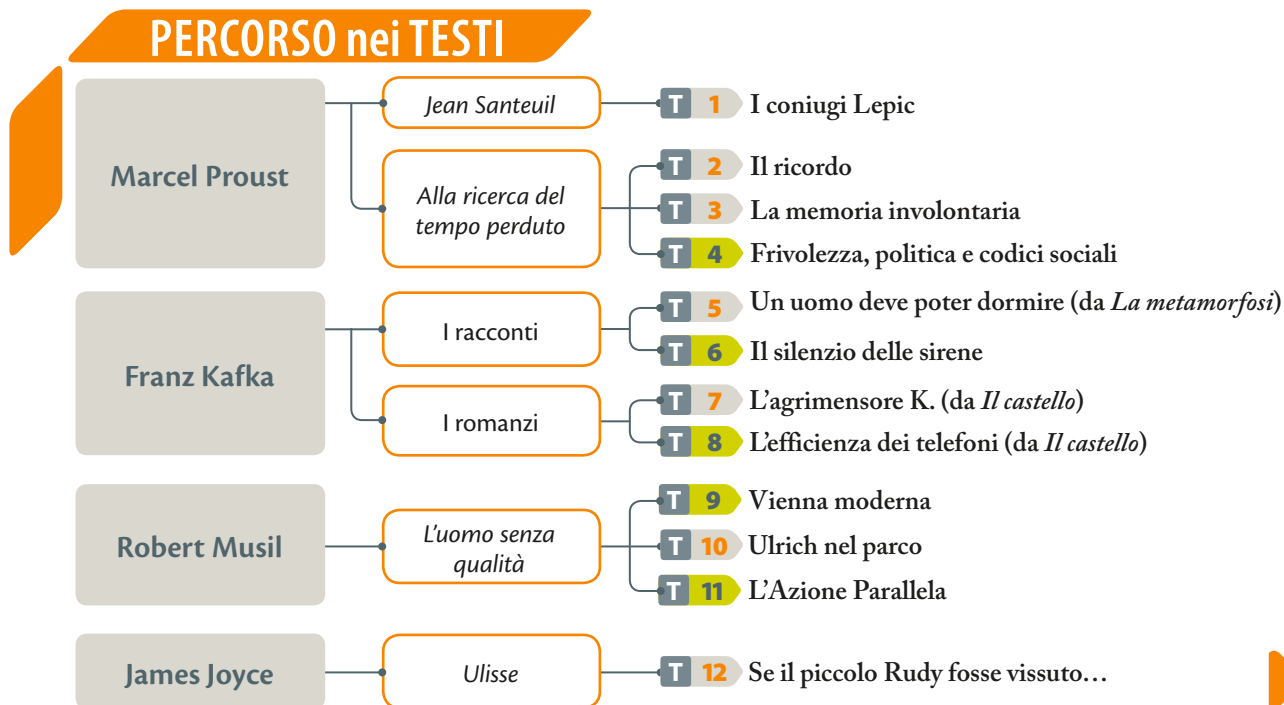 PERCORSO nei TESTI
Marcel Proust
Jean Santeuil
T 1 I coniugi Lepic
Alla ricerca del
tempo perduto
T 2 Il ricordo
T 3 La memoria involontaria
T 4 Frivolezza, politica e codici sociali
Franz Kafka
I racconti
T 5 Un uomo deve poter dormire (da La metamorfosi)
T 6 Il silenzio delle sirene
I romanzi
T 7 L'agrimensore K. (da Il castello)
T 8 L'efficienza dei telefoni (da Il castello)
Robert Musil
L'uomo senza
qualità
T 9 Vienna moderna
T 10 Ulrich nel parco
T 11 L'Azione Parallela
James Joyce
Ulisse
T 12 Se il piccolo Rudy fosse vissuto…